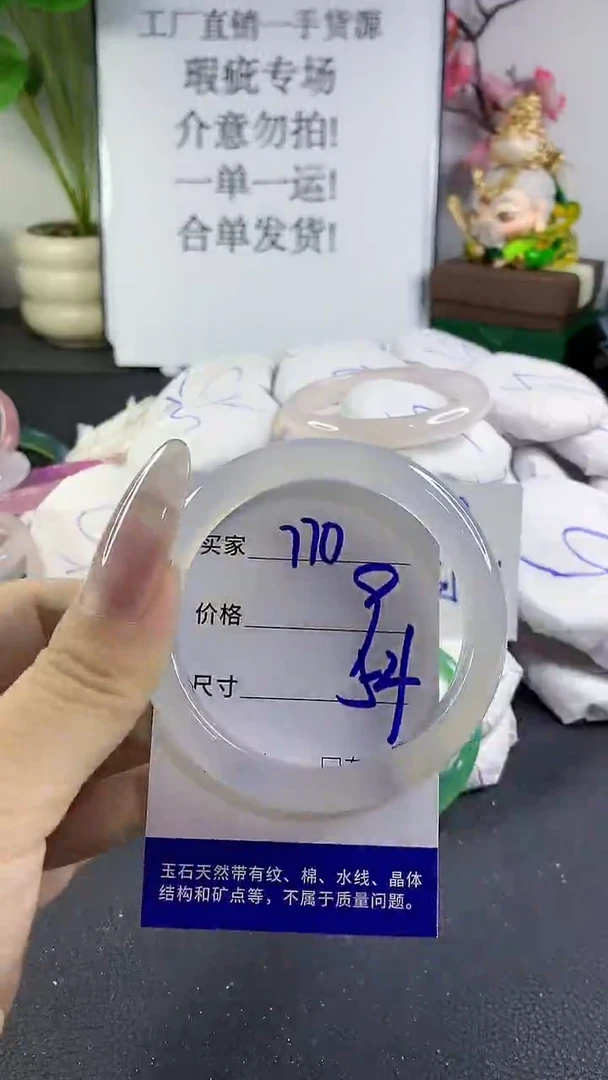 工厂直销一手货源
瑕疵专场
介意勿拍!
一单一运!
合单发货!
买家 770
价格
尺寸 54
玉石天然带有纹、棉、水线、晶体
结构和矿点等，不属于质量问题。